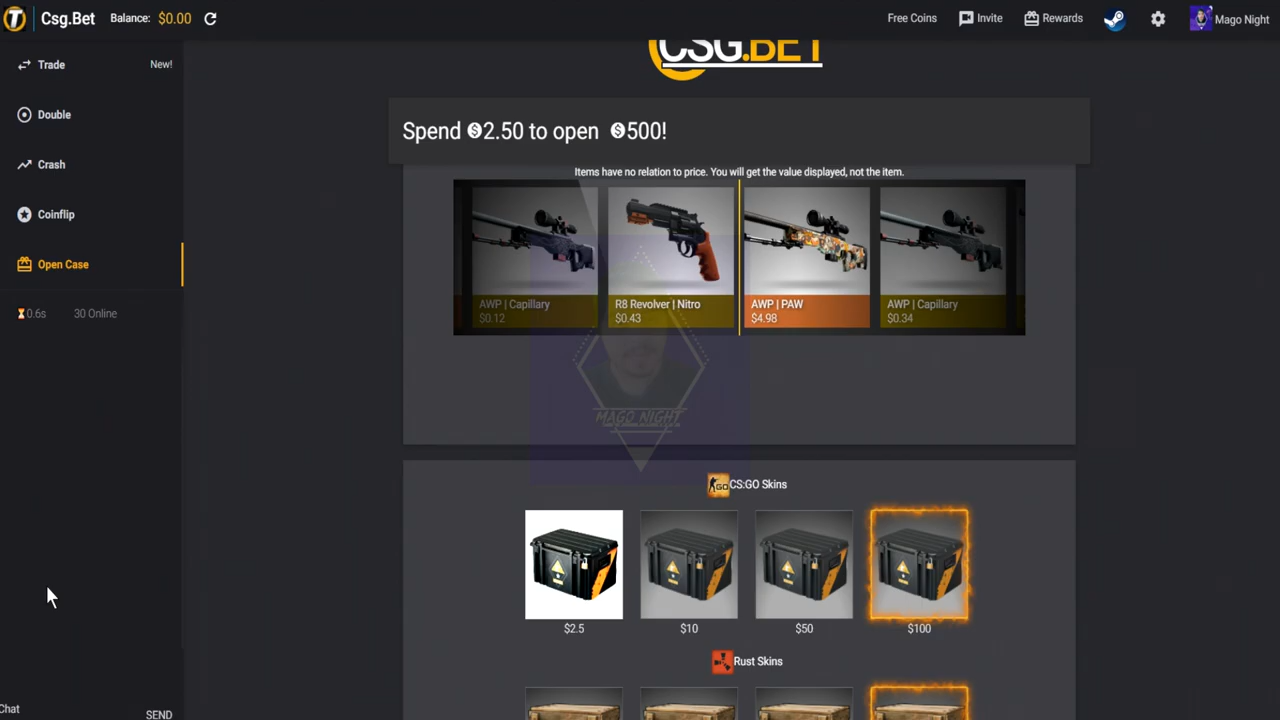 Csg.Bet
Balance: $0.00
Free Coins
Invite
Rewards
Mago Night
Trade
New!
Double
Crash
Coinflip
Open Case
0.6s
30 Online
CSG.BET
Spend $2.50 to open $500!
Items have no relation to price. You will get the value displayed, not the item.
AWP | Capillary
$0.12
R8 Revolver | Nitro
$0.43
AWP | PAW
$4.98
AWP | Capillary
$0.34
MAGO NIGHT
GO CS:GO Skins
$2.5
$10
$50
$100
Rust Skins
Chat
SEND